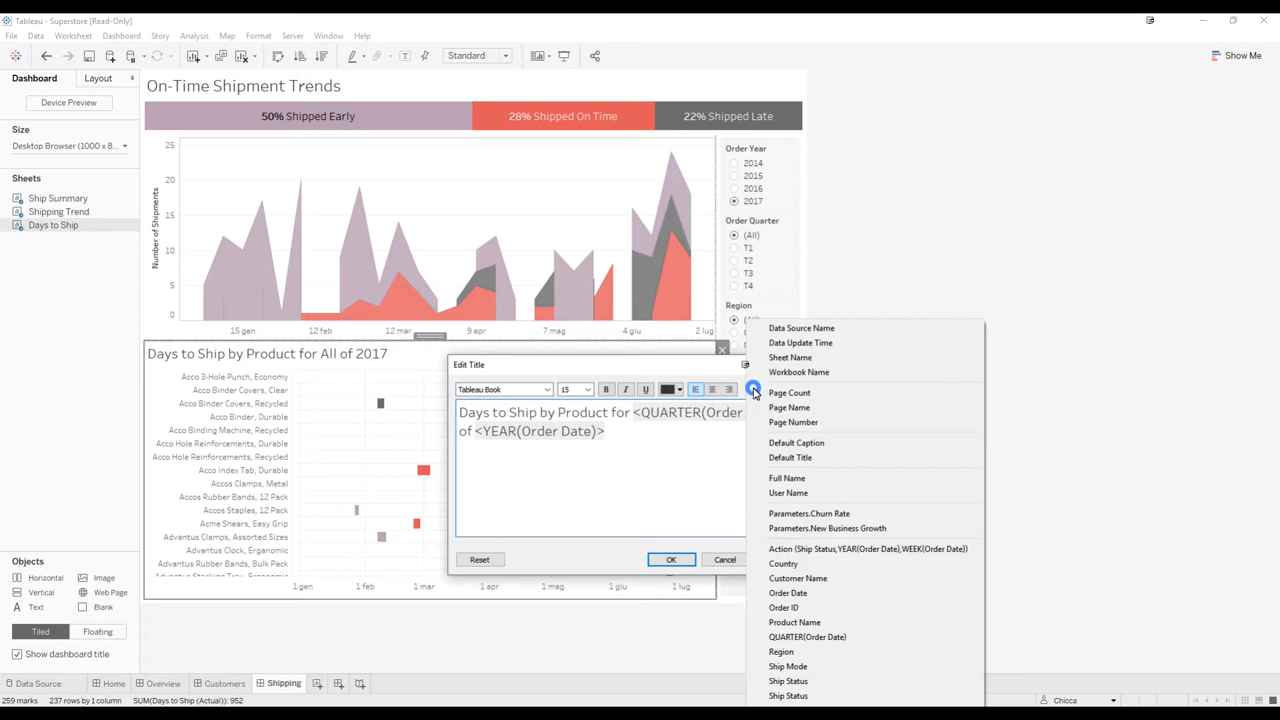 Tableau - Superstore [Read-Only]
File Data Worksheet Dashboard Story Analysis Map Format Server Window Help
Standard
Show Me
Dashboard Layout
Device Preview
Size
Desktop Browser (1000 x 8...
Sheets
Ship Summary
Shipping Trend
Days to Ship
Objects
Horizontal Image
Vertical Web Page
Text Blank
Tiled Floating
Show dashboard title
On-Time Shipment Trends
50% Shipped Early 28% Shipped On Time 22% Shipped Late
Number of Shipments
25
20
15
10
5
0
15 gen 12 feb 12 mar 9 apr 7 mag 4 giu 2 lug
Order Year
2014
2015
2016
2017
Order Quarter
(All)
T1
T2
T3
T4
Region
Days to Ship by Product for All of 2017
Acco 3-Hole Punch, Economy
Acco Binder Covers, Clear
Acco Binder Covers, Recycled
Acco Binder, Durable
Acco Binding Machine, Recycled
Acco Hole Reinforcements, Durable
Acco Hole Reinforcements, Recycled
Acco Index Tab, Durable
Accos Clamps, Metal
Accos Rubber Bands, 12 Pack
Accos Staples, 12 Pack
Acme Shears, Easy Grip
Advantus Clamps, Assorted Sizes
Advantus Clock, Erganomic
Advantus Rubber Bands, Bulk Pack
Advantus Stacking Tray, Erganomic
1 gen 1 feb 1 mar 1 apr 1 mag 1 giu 1 lug
Edit Title
Tableau Book 15 B I U
Days to Ship by Product for <QUARTER(Order
of <YEAR(Order Date)>
Reset OK Cancel
Data Source Name
Data Update Time
Sheet Name
Workbook Name
Page Count
Page Name
Page Number
Default Caption
Default Title
Full Name
User Name
Parameters.Churn Rate
Parameters.New Business Growth
Action (Ship Status,YEAR(Order Date),WEEK(Order Date))
Country
Customer Name
Order Date
Order ID
Product Name
QUARTER(Order Date)
Region
Ship Mode
Ship Status
Ship Status
Data Source Home Overview Customers Shipping
259 marks 237 rows by 1 column SUM(Days to Ship (Actual)): 952
Chicca